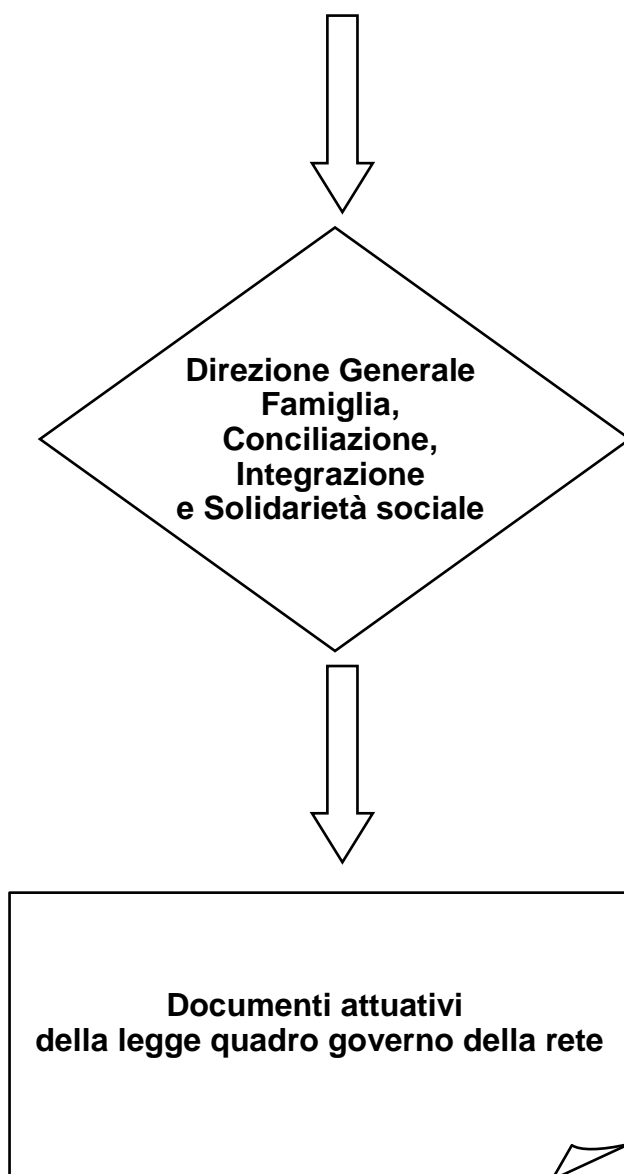 Direzione Generale
Famiglia,
Conciliazione,
Integrazione
e Solidarietà sociale
Documenti attuativi
della legge quadro governo della rete